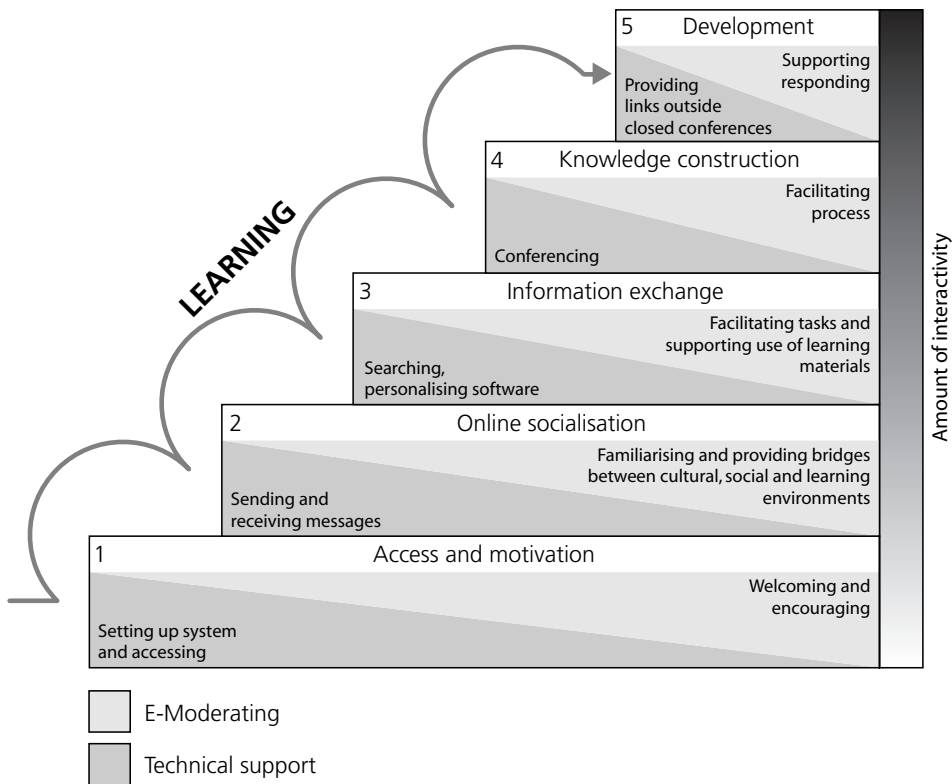 5 Development
Supporting
responding
Providing
links outside
closed conferences
4 Knowledge construction
Facilitating
process
Conferencing
3 Information exchange
Facilitating tasks and
supporting use of learning
materials
Searching,
personalising software
2 Online socialisation
Familiarising and providing bridges
between cultural, social and learning
environments
Sending and
receiving messages
1 Access and motivation
Welcoming and
encouraging
Setting up system
and accessing
LEARNING
Amount of interactivity
E-Moderating
Technical support